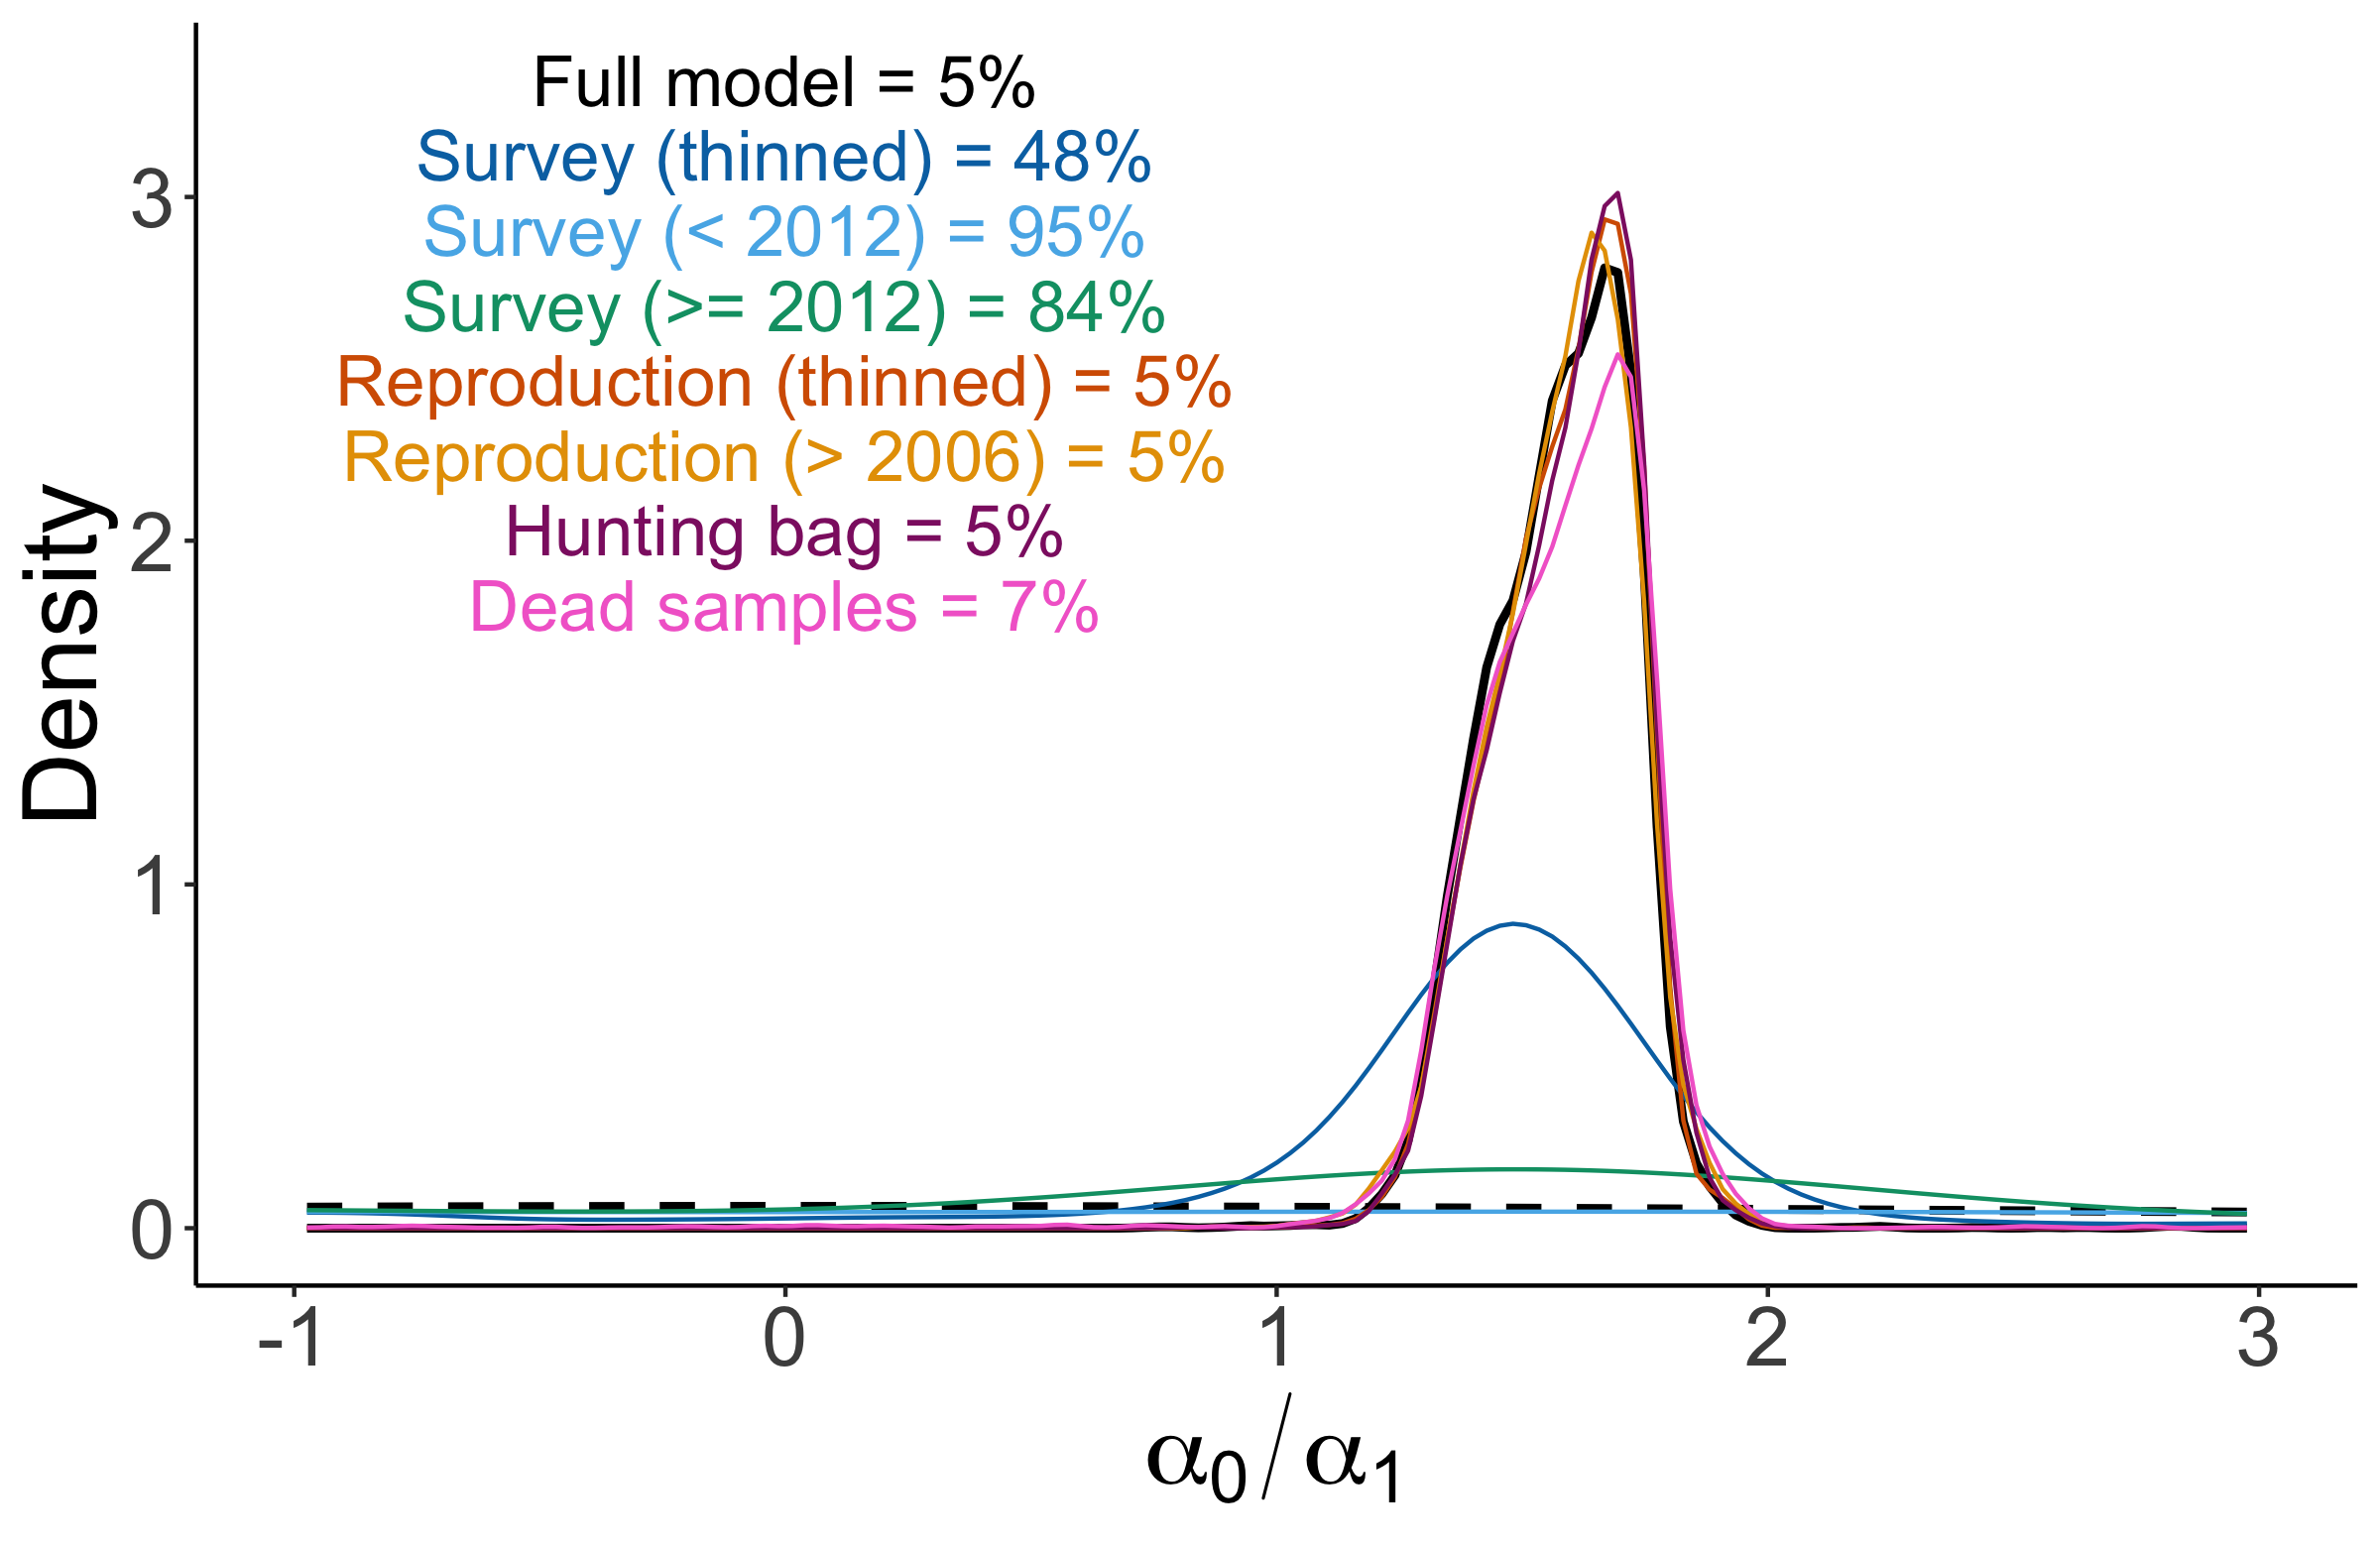 Full model = 5%
Survey (thinned) = 48%
Survey (< 2012) = 95%
Survey (>= 2012) = 84%
Reproduction (thinned) = 5%
Reproduction (> 2006) = 5%
Hunting bag = 5%
Dead samples = 7%
Density
3
2
1
0
-1 0 1 2 3
α₀/α₁